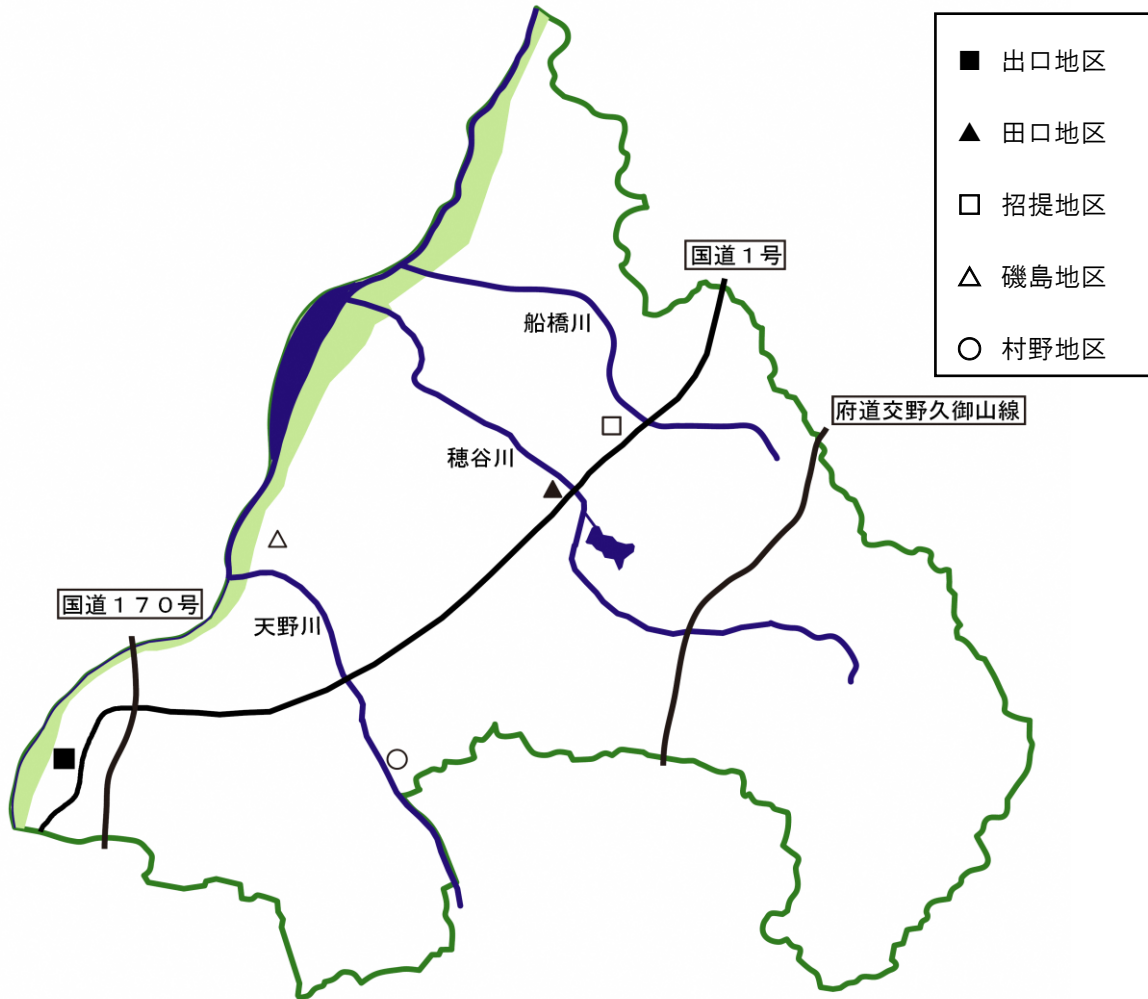 出口地区
田口地区
招提地区
磯島地区
村野地区
国道１号
船橋川
府道交野久御山線
穂谷川
国道１７０号
天野川